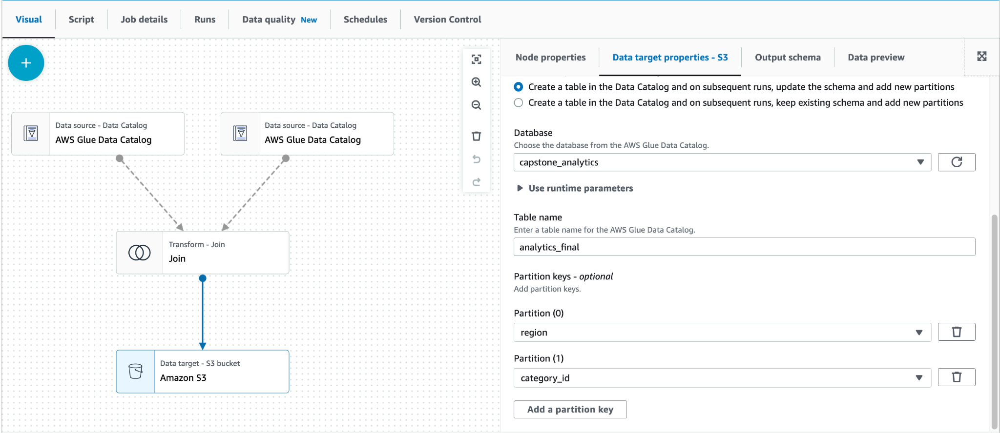 Visual
Script
Job details
Runs
Data quality New
Schedules
Version Control
+
Data source - Data Catalog
AWS Glue Data Catalog
Data source - Data Catalog
AWS Glue Data Catalog
Transform - Join
Join
Data target - S3 bucket
Amazon S3
Node properties
Data target properties - S3
Output schema
Data preview
Create a table in the Data Catalog and on subsequent runs, update the schema and add new partitions
Create a table in the Data Catalog and on subsequent runs, keep existing schema and add new partitions
Database
Choose the database from the AWS Glue Data Catalog.
capstone_analytics
Use runtime parameters
Table name
Enter a table name for the AWS Glue Data Catalog.
analytics_final
Partition keys - optional
Add partition keys.
Partition (0)
region
Partition (1)
category_id
Add a partition key